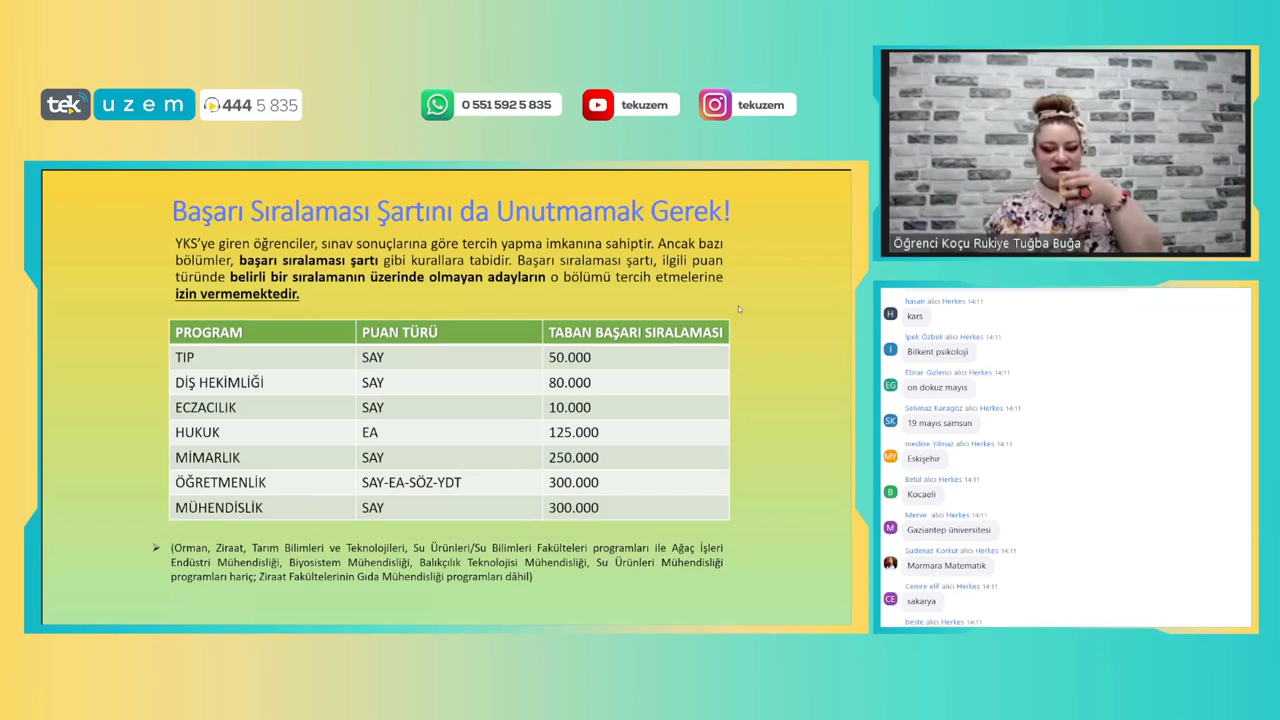 tek uzem 444 5 835
0 551 592 5 835
tekuzem
tekuzem
Başarı Sıralaması Şartını da Unutmamak Gerek!
YKS'ye giren öğrenciler, sınav sonuçlarına göre tercih yapma imkanına sahiptir. Ancak bazı
bölümler, başarı sıralaması şartı gibi kurallara tabidir. Başarı sıralaması şartı, ilgili puan
türünde belirli bir sıralamanın üzerinde olmayan adayların o bölümü tercih etmelerine
izin vermemektedir.
PROGRAM PUAN TÜRÜ TABAN BAŞARI SIRALAMASI
TIP SAY 50.000
DİŞ HEKİMLİĞİ SAY 80.000
ECZACILIK SAY 10.000
HUKUK EA 125.000
MİMARLIK SAY 250.000
ÖĞRETMENLİK SAY-EA-SÖZ-YDT 300.000
MÜHENDİSLİK SAY 300.000
(Orman, Ziraat, Tarım Bilimleri ve Teknolojileri, Su Ürünleri/Su Bilimleri Fakülteleri programları ile Ağaç İşleri
Endüstri Mühendisliği, Biyosistem Mühendisliği, Balıkçılık Teknolojisi Mühendisliği, Su Ürünleri Mühendisliği
programları hariç; Ziraat Fakültelerinin Gıda Mühendisliği programları dâhil)
Öğrenci Koçu Rukiye Tuğba Buğa
hasan alıcı Herkes 14:11
H kars
İpek Özbek alıcı Herkes 14:11
İ Bilkent psikoloji
Ebrar Gizlenci alıcı Herkes 14:11
EG on dokuz mayıs
Selvinaz Karagöz alıcı Herkes 14:11
SK 19 mayıs samsun
medine Yılmaz alıcı Herkes 14:11
MY Eskişehir
Betül alıcı Herkes 14:11
B Kocaeli
Merve alıcı Herkes 14:11
M Gaziantep üniversitesi
Sudenaz Korkut alıcı Herkes 14:11
Marmara Matematik
Cemre elif alıcı Herkes 14:11
CE sakarya
beste alıcı Herkes 14:11